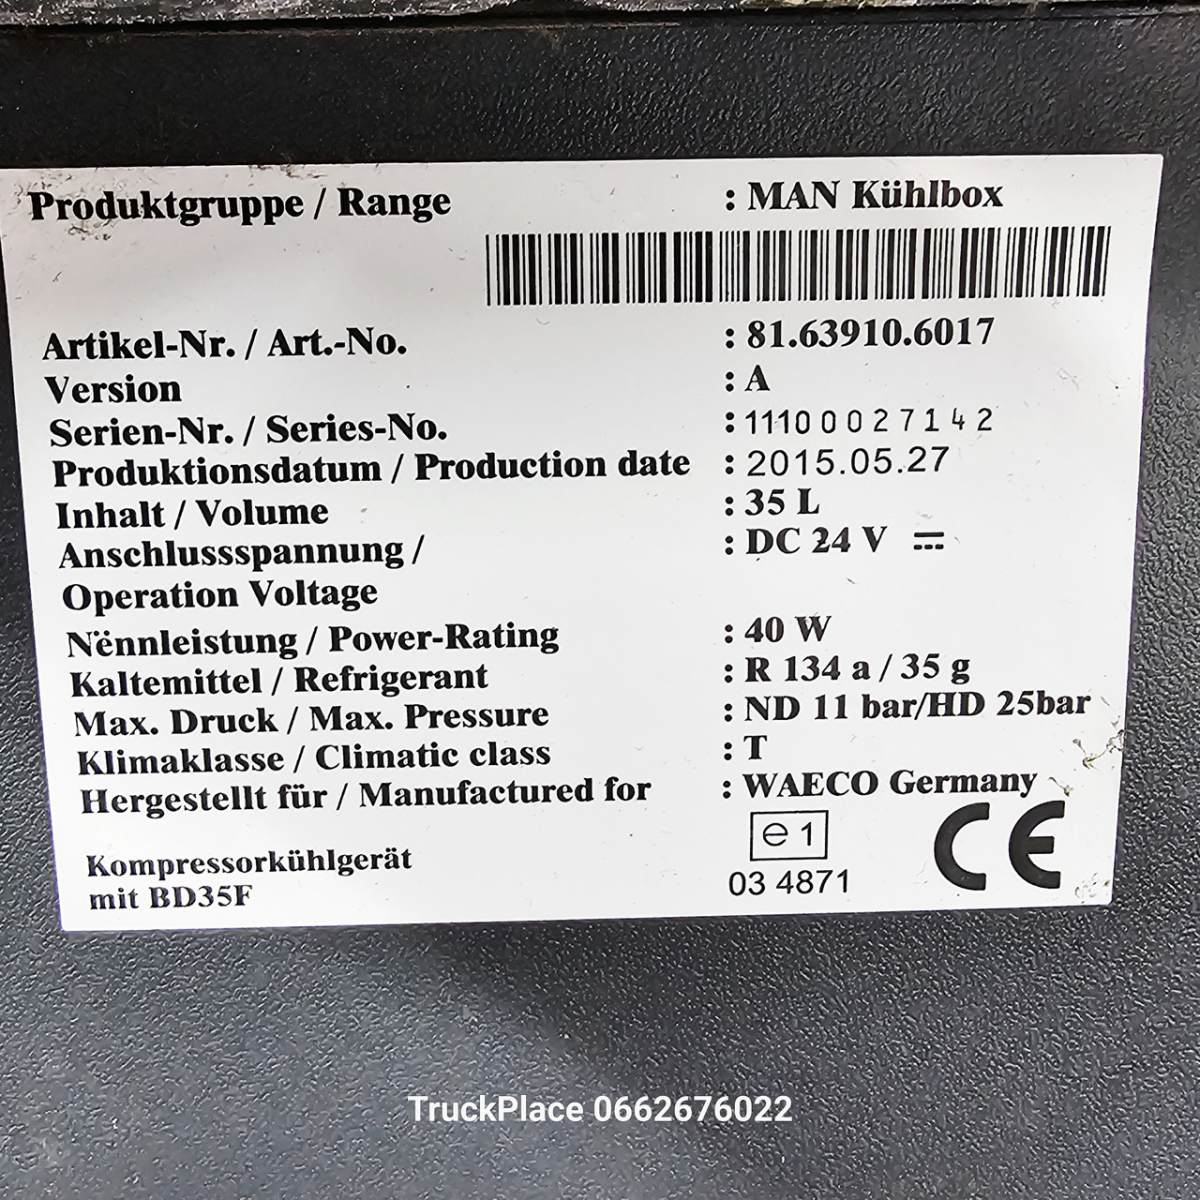 Produktgruppe / Range : MAN Kühlbox
Artikel-Nr. / Art.-No. : 81.63910.6017
Version : A
Serien-Nr. / Series-No. : 11100027142
Produktionsdatum / Production date : 2015.05.27
Inhalt / Volume : 35 L
Anschlussspannung / : DC 24 V
Operation Voltage
Nennleistung / Power-Rating : 40 W
Kaltemittel / Refrigerant : R 134 a / 35 g
Max. Druck / Max. Pressure : ND 11 bar/HD 25bar
Klimaklasse / Climatic class : T
Hergestellt für / Manufactured for : WAECO Germany
e1 CE
Kompressorkühlgerät
mit BD35F
03 4871
TruckPlace 0662676022